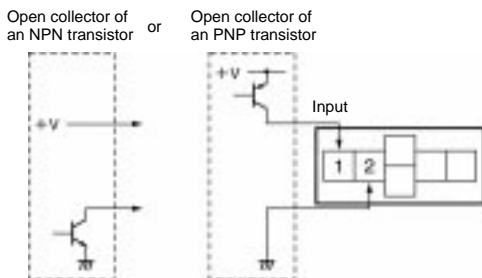 Open collector of
an NPN transistor
or
Open collector of
an PNP transistor
+V
+V
Input
1 2